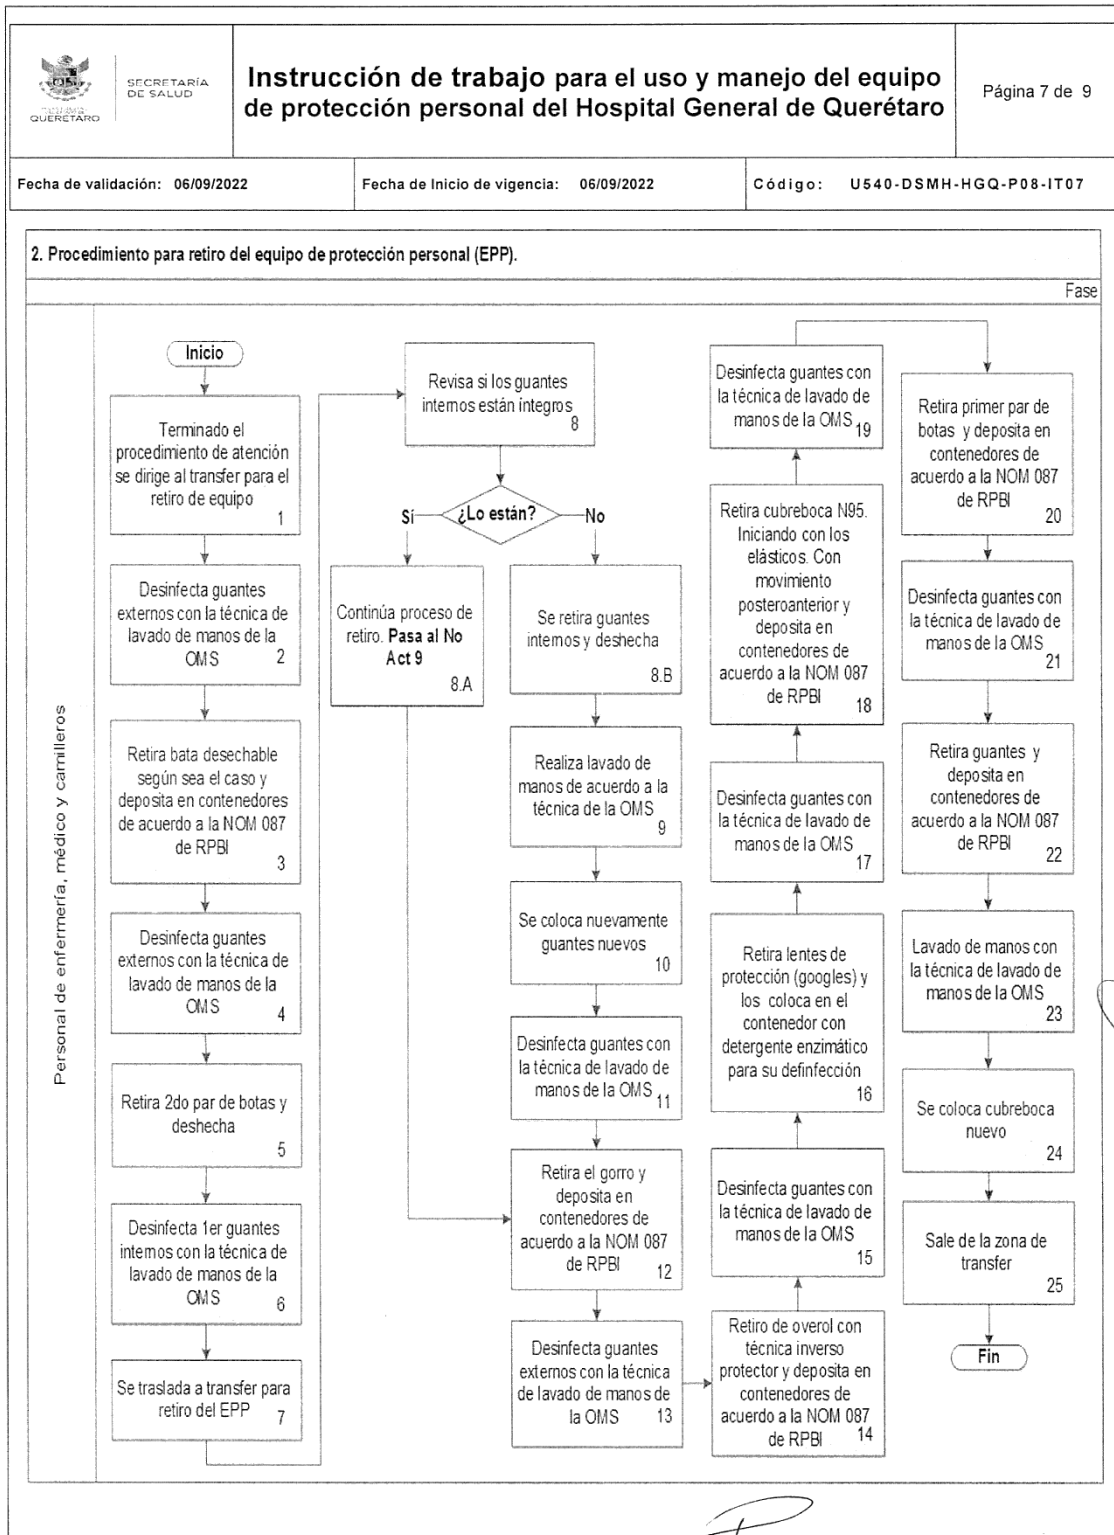 SECRETARÍA
DE SALUD
QUERÉTARO
Instrucción de trabajo para el uso y manejo del equipo
de protección personal del Hospital General de Querétaro
Página 7 de 9
Fecha de validación: 06/09/2022
Fecha de Inicio de vigencia: 06/09/2022
Código: U540-DSMH-HGQ-P08-IT07
2. Procedimiento para retiro del equipo de protección personal (EPP).
Fase
Personal de enfermería, médico y camilleros
Inicio
Terminado el
procedimiento de atención
se dirige al transfer para el
retiro de equipo
1
Desinfecta guantes
externos con la técnica de
lavado de manos de la
OMS
2
Retira bata desechable
según sea el caso y
deposita en contenedores
de acuerdo a la NOM 087
de RPBI
3
Desinfecta guantes
externos con la técnica de
lavado de manos de la
OMS
4
Retira 2do par de botas y
deshecha
5
Desinfecta 1er guantes
internos con la técnica de
lavado de manos de la
OMS
6
Se traslada a transfer para
retiro del EPP
7
Revisa si los guantes
internos están íntegros
8
¿Lo están?
Sí
No
Continúa proceso de
retiro. Pasa al No
Act 9
8.A
Se retira guantes
internos y deshecha
8.B
Realiza lavado de
manos de acuerdo a la
técnica de la OMS
9
Se coloca nuevamente
guantes nuevos
10
Desinfecta guantes con
la técnica de lavado de
manos de la OMS
11
Retira el gorro y
deposita en
contenedores de
acuerdo a la NOM 087
de RPBI
12
Desinfecta guantes
externos con la técnica
de lavado de manos de
la OMS
13
Retiro de overol con
técnica inverso
protector y deposita en
contenedores de
acuerdo a la NOM 087
de RPBI
14
Desinfecta guantes con
la técnica de lavado de
manos de la OMS
15
Retira lentes de
protección (googles) y
los coloca en el
contenedor con
detergente enzimático
para su definfección
16
Desinfecta guantes con
la técnica de lavado de
manos de la OMS
17
Retira cubreboca N95.
Iniciando con los
elásticos. Con
movimiento
posteroanterior y
deposita en
contenedores de
acuerdo a la NOM 087
de RPBI
18
Desinfecta guantes con
la técnica de lavado de
manos de la OMS
19
Retira primer par de
botas y deposita en
contenedores de
acuerdo a la NOM 087
de RPBI
20
Desinfecta guantes con
la técnica de lavado de
manos de la OMS
21
Retira guantes y
deposita en
contenedores de
acuerdo a la NOM 087
de RPBI
22
Lavado de manos con
la técnica de lavado de
manos de la OMS
23
Se coloca cubreboca
nuevo
24
Sale de la zona de
transfer
25
Fin